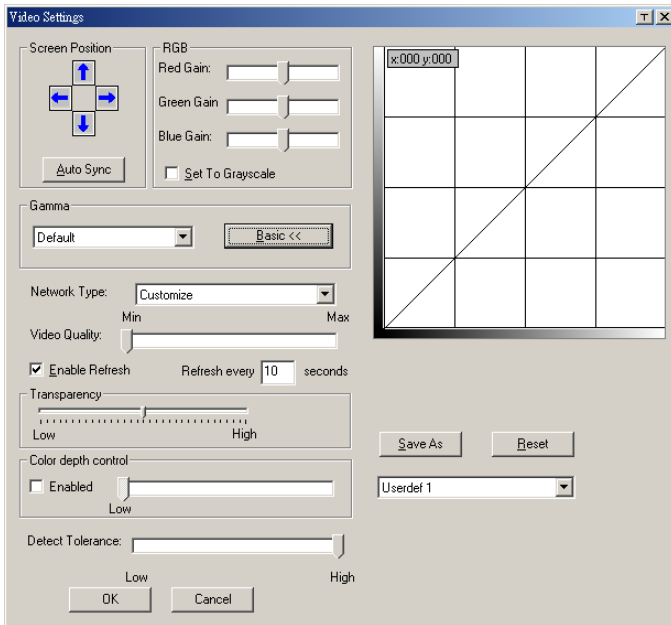 Video Settings
Screen Position
Auto Sync
RGB
Red Gain:
Green Gain
Blue Gain:
Set To Grayscale
x:000 y:000
Gamma
Default
Basic <<
Network Type:
Customize
Min
Max
Video Quality:
Enable Refresh
Refresh every 10 seconds
Transparency
Low
High
Color depth control
Enabled
Low
Detect Tolerance:
Low
High
OK
Cancel
Save As
Reset
Userdef 1